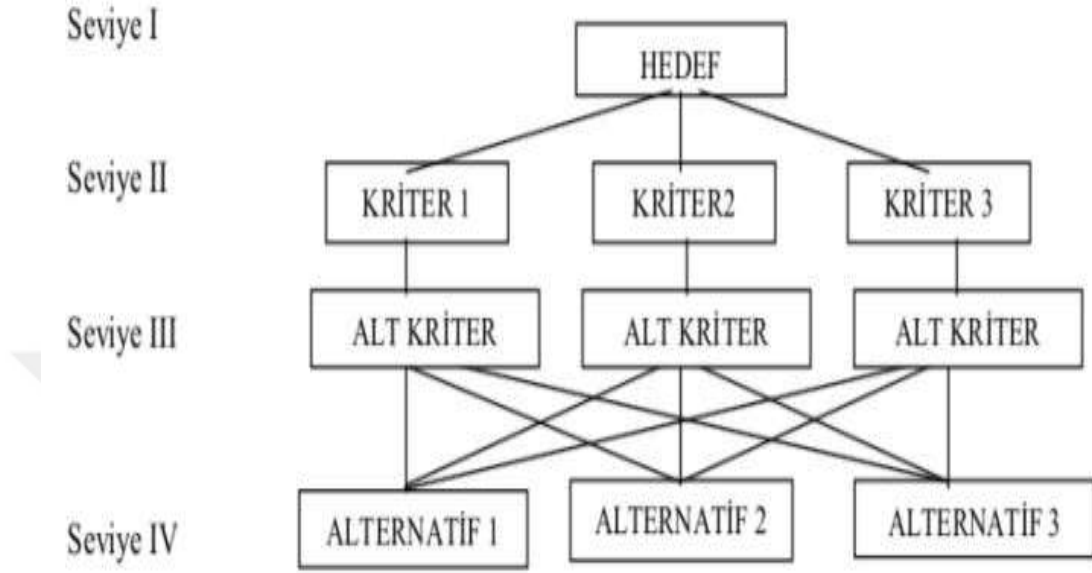 Seviye I
HEDEF
Seviye II
KRİTER 1
KRİTER2
KRİTER 3
Seviye III
ALT KRİTER
ALT KRİTER
ALT KRİTER
Seviye IV
ALTERNATİF 1
ALTERNATİF 2
ALTERNATİF 3